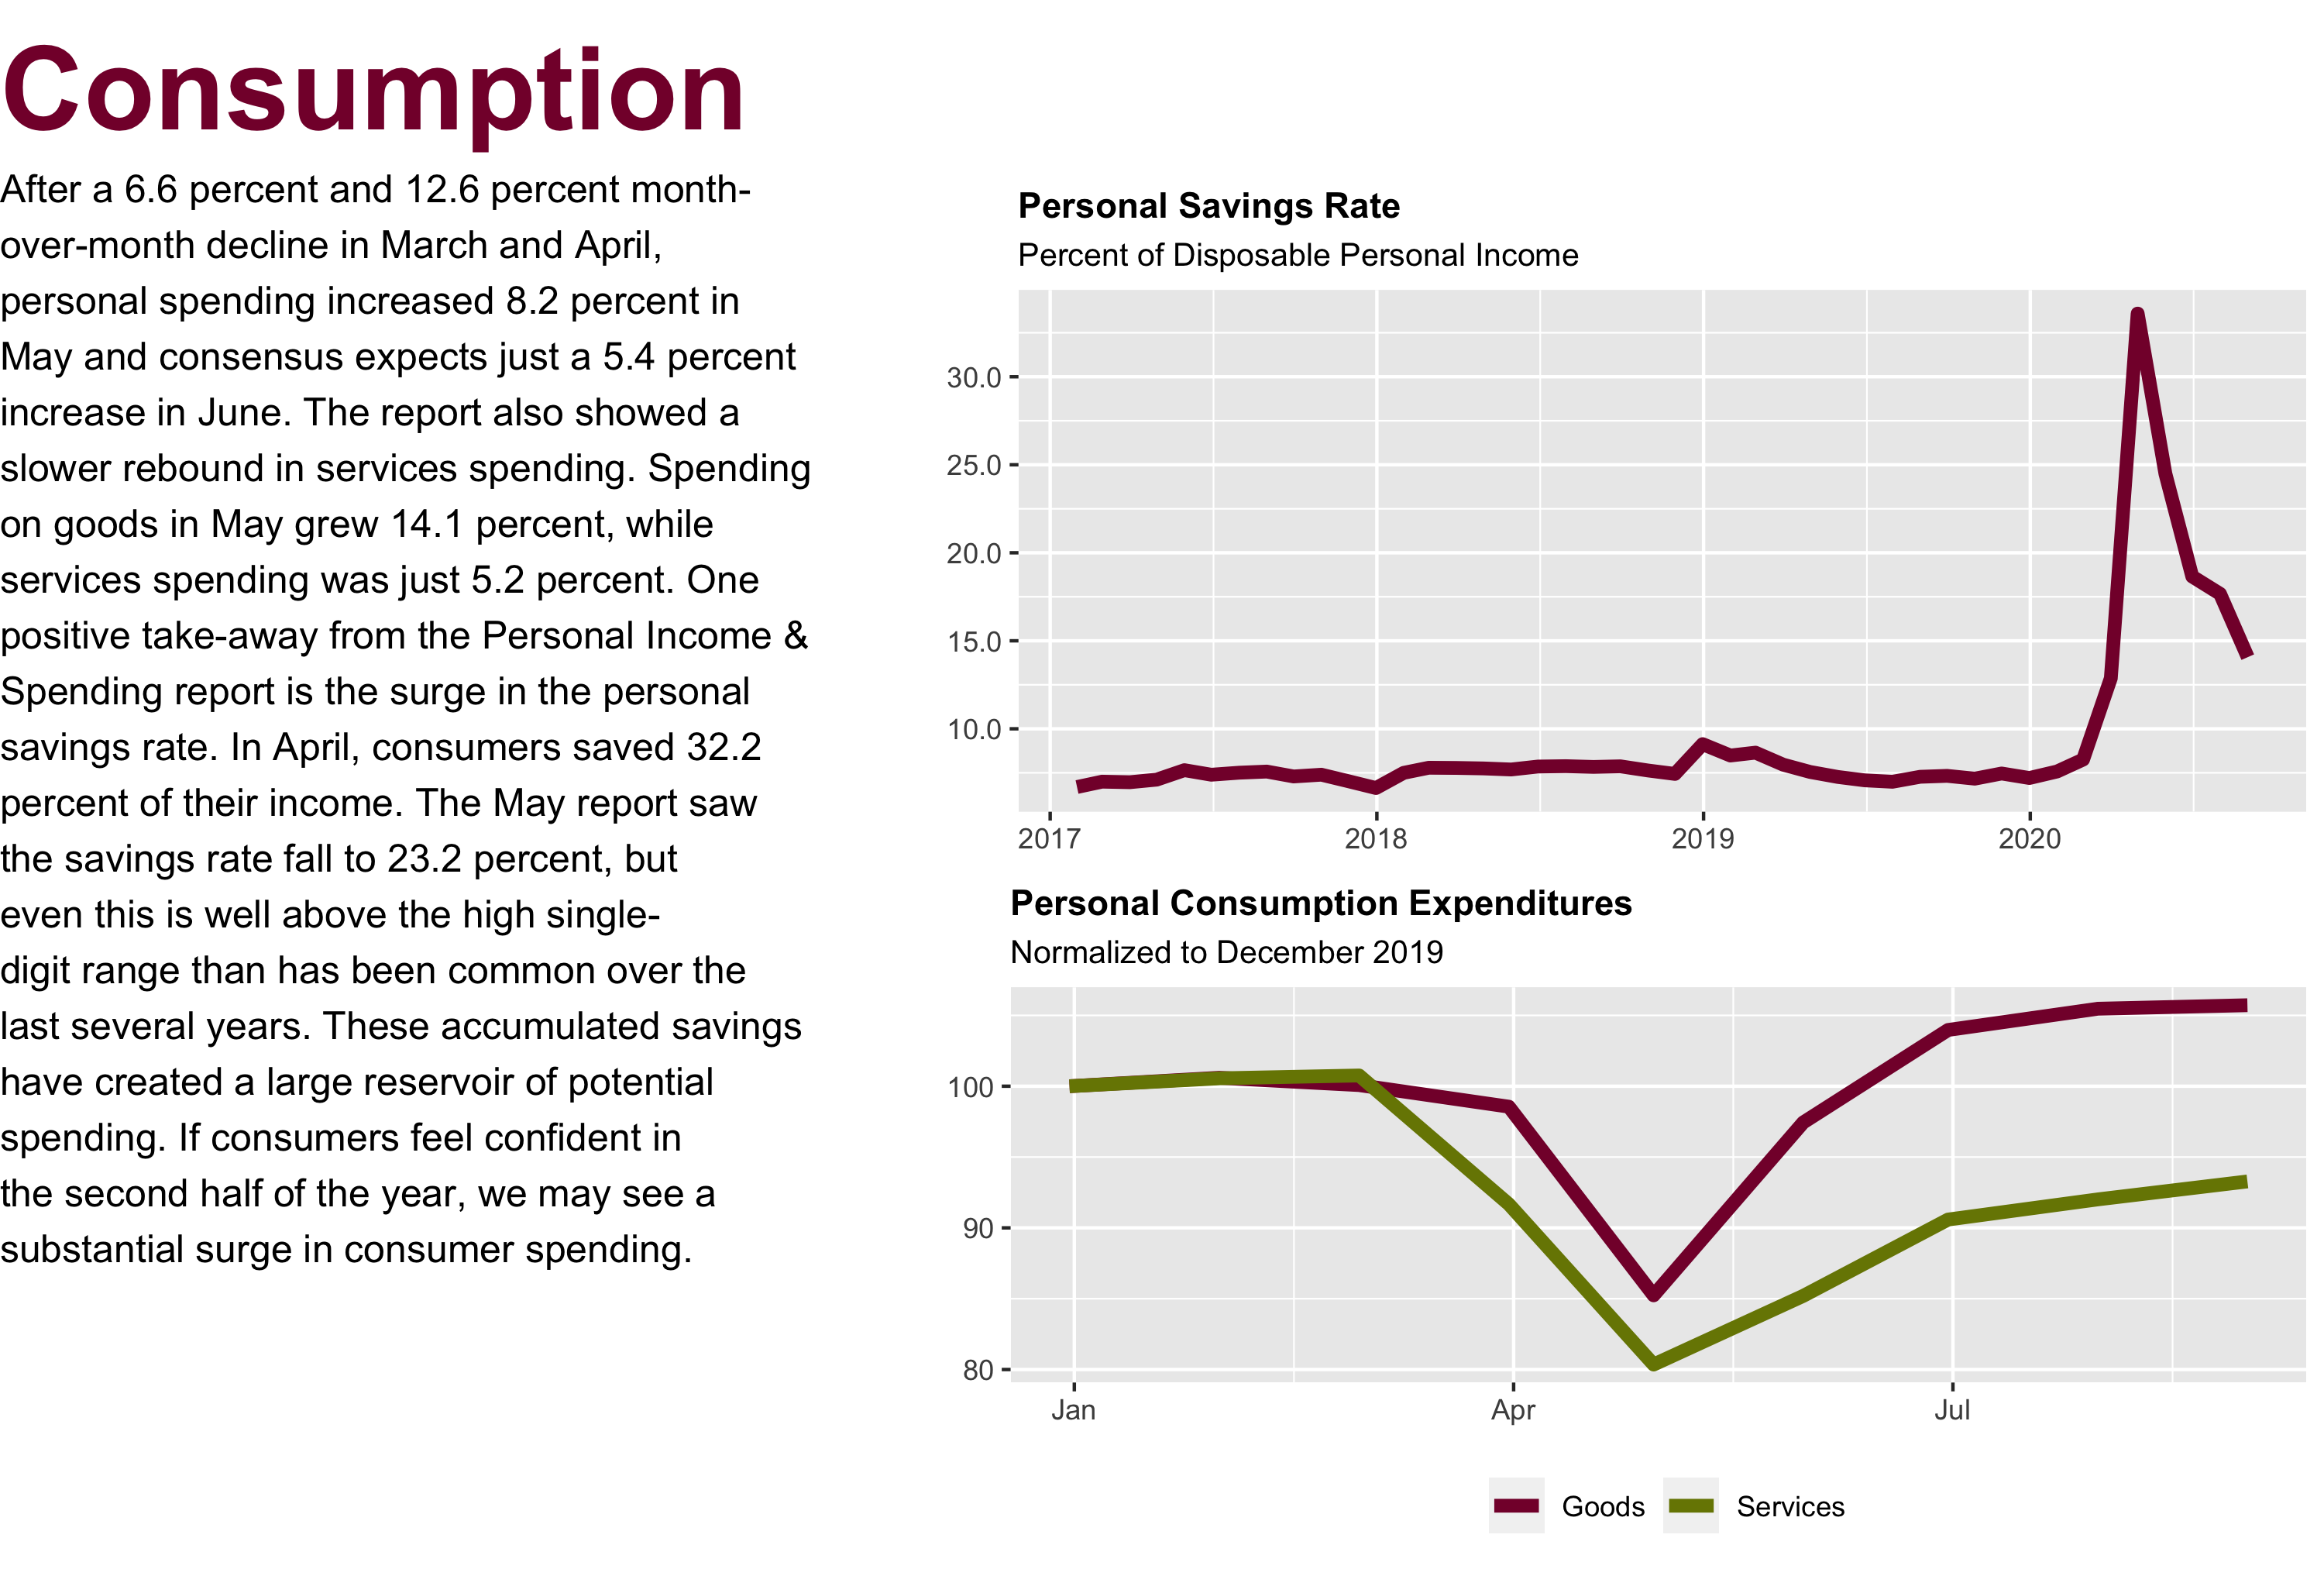 Consumption
After a 6.6 percent and 12.6 percent month-
over-month decline in March and April,
personal spending increased 8.2 percent in
May and consensus expects just a 5.4 percent
increase in June. The report also showed a
slower rebound in services spending. Spending
on goods in May grew 14.1 percent, while
services spending was just 5.2 percent. One
positive take-away from the Personal Income &
Spending report is the surge in the personal
savings rate. In April, consumers saved 32.2
percent of their income. The May report saw
the savings rate fall to 23.2 percent, but
even this is well above the high single-
digit range than has been common over the
last several years. These accumulated savings
have created a large reservoir of potential
spending. If consumers feel confident in
the second half of the year, we may see a
substantial surge in consumer spending.
Personal Savings Rate
Percent of Disposable Personal Income
30.0
25.0
20.0
15.0
10.0
2017 2018 2019 2020
Personal Consumption Expenditures
Normalized to December 2019
100
90
80
Jan Apr Jul
Goods Services